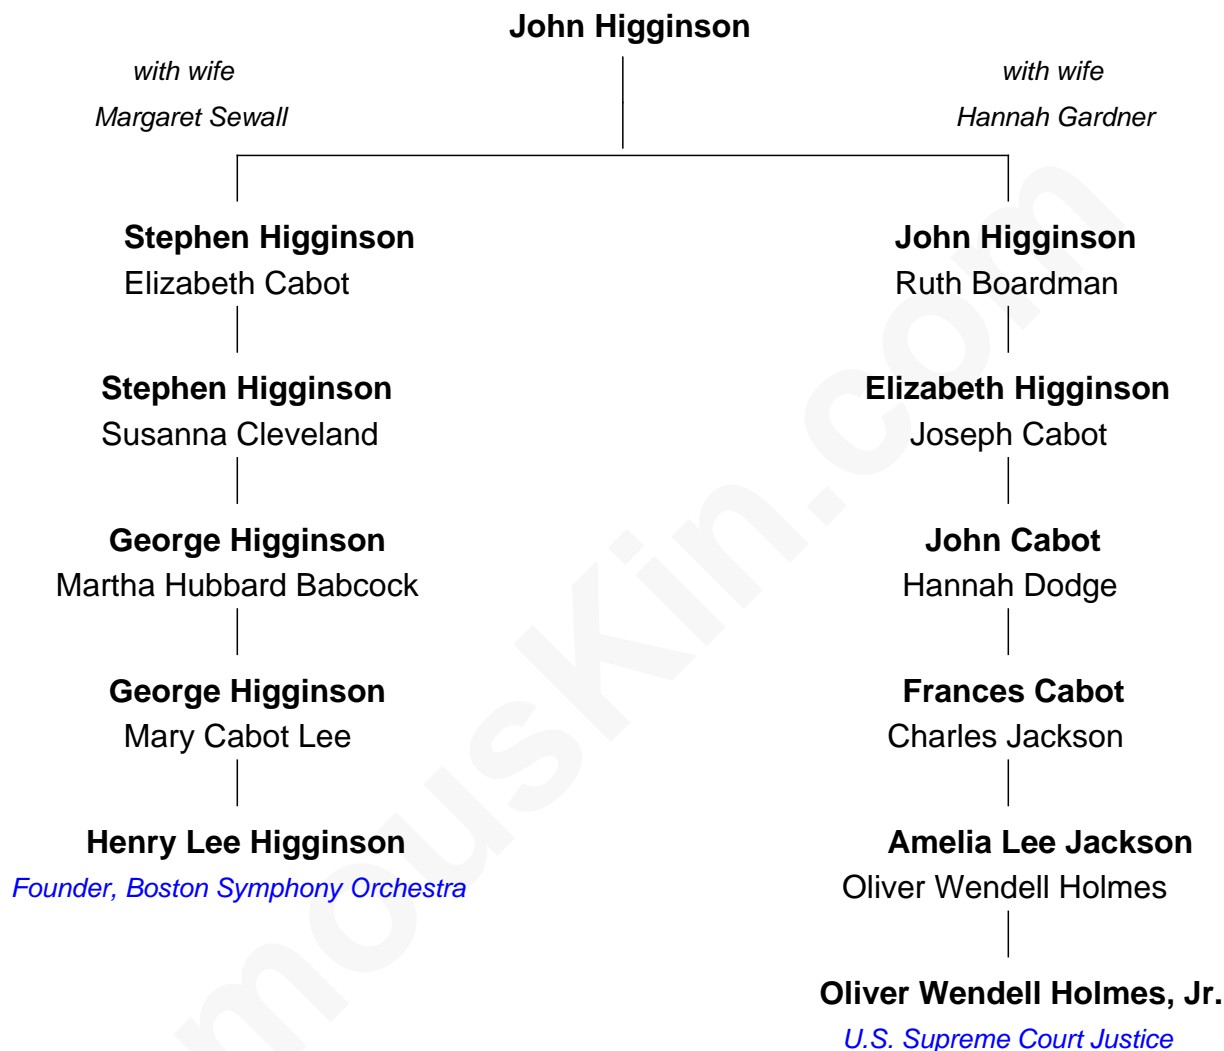 John Higginson
with wife
Margaret Sewall
with wife
Hannah Gardner
Stephen Higginson
Elizabeth Cabot
John Higginson
Ruth Boardman
Stephen Higginson
Susanna Cleveland
Elizabeth Higginson
Joseph Cabot
George Higginson
Martha Hubbard Babcock
John Cabot
Hannah Dodge
George Higginson
Mary Cabot Lee
Frances Cabot
Charles Jackson
Henry Lee Higginson
Founder, Boston Symphony Orchestra
Amelia Lee Jackson
Oliver Wendell Holmes
Oliver Wendell Holmes, Jr.
U.S. Supreme Court Justice
mousKin.com